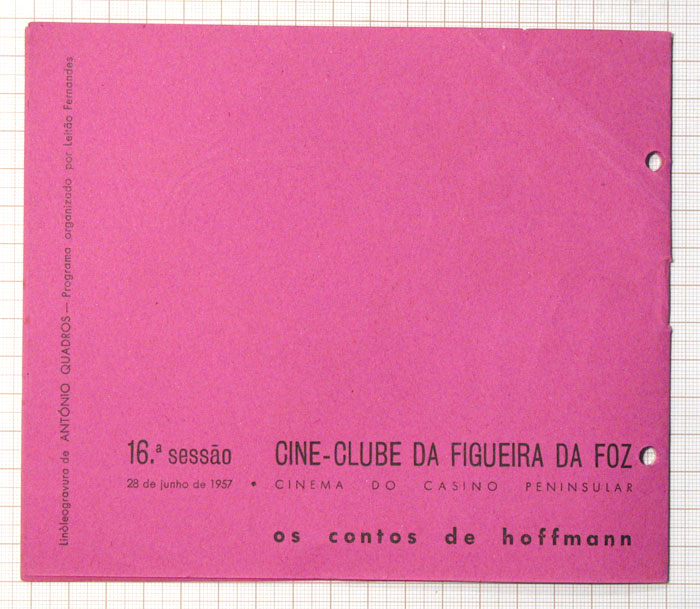 Linòleogravura de ANTÓNIO QUADROS — Programa organizado por Leitão Fernandes
16.ª sessão CINE-CLUBE DA FIGUEIRA DA FOZ
28 de junho de 1957 • CINEMA DO CASINO PENINSULAR
os contos de hoffmann